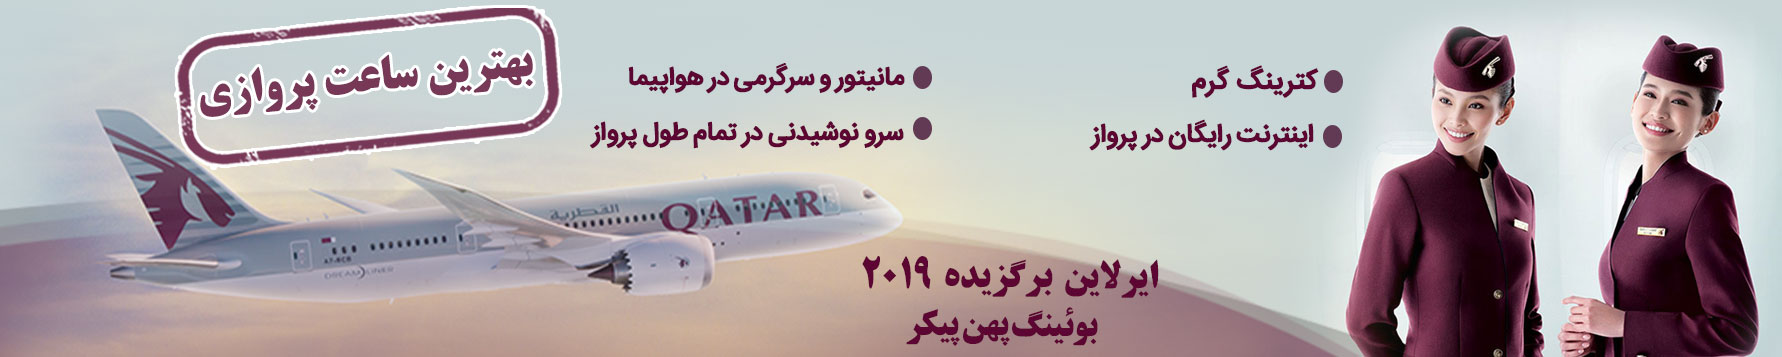 بهترین ساعت پروازی
کترینگ گرم
اینترنت رایگان در پرواز
مانیتور و سرگرمی در هواپیما
سرو نوشیدنی در تمام طول پرواز
القطرية
QATAR
DREAMLINER
ایرلاین برگزیده ۲۰۱۹
بوئینگ پهن پیکر